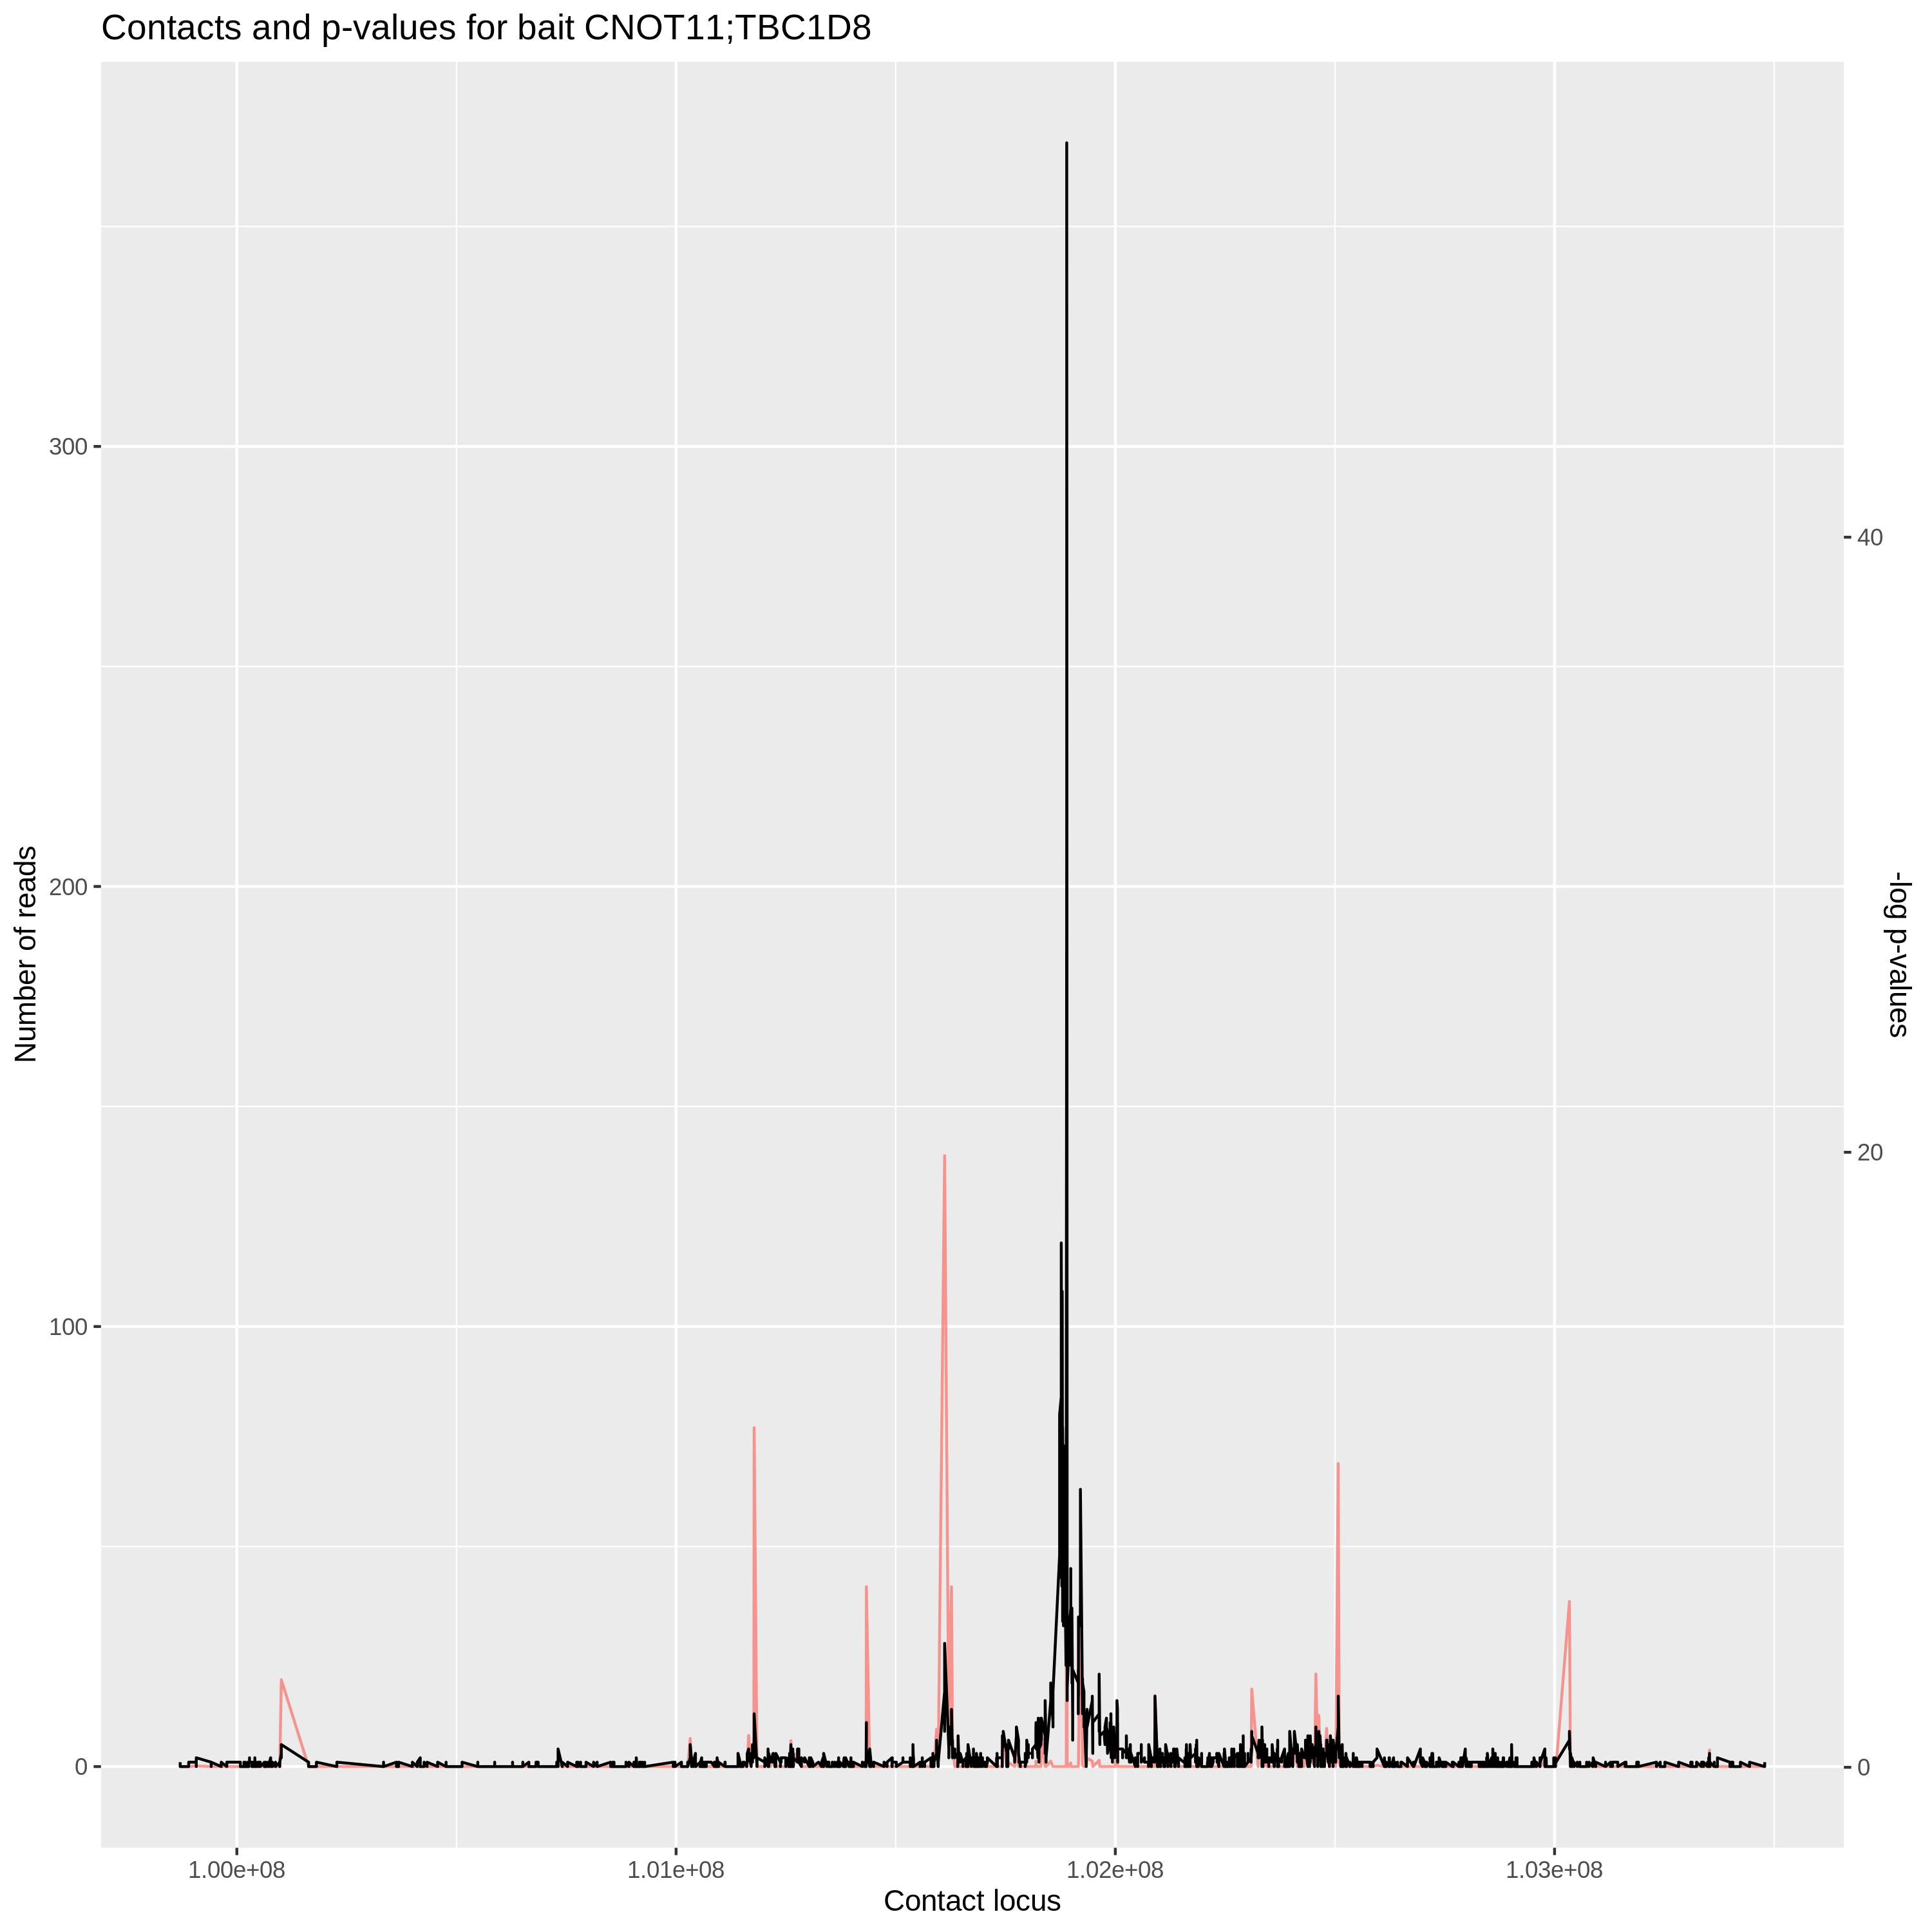 Contacts and p-values for bait CNOT11;TBC1D8
Number of reads
300
200
100
0
40
20
0
-log p-values
1.00e+08
1.01e+08
1.02e+08
1.03e+08
Contact locus